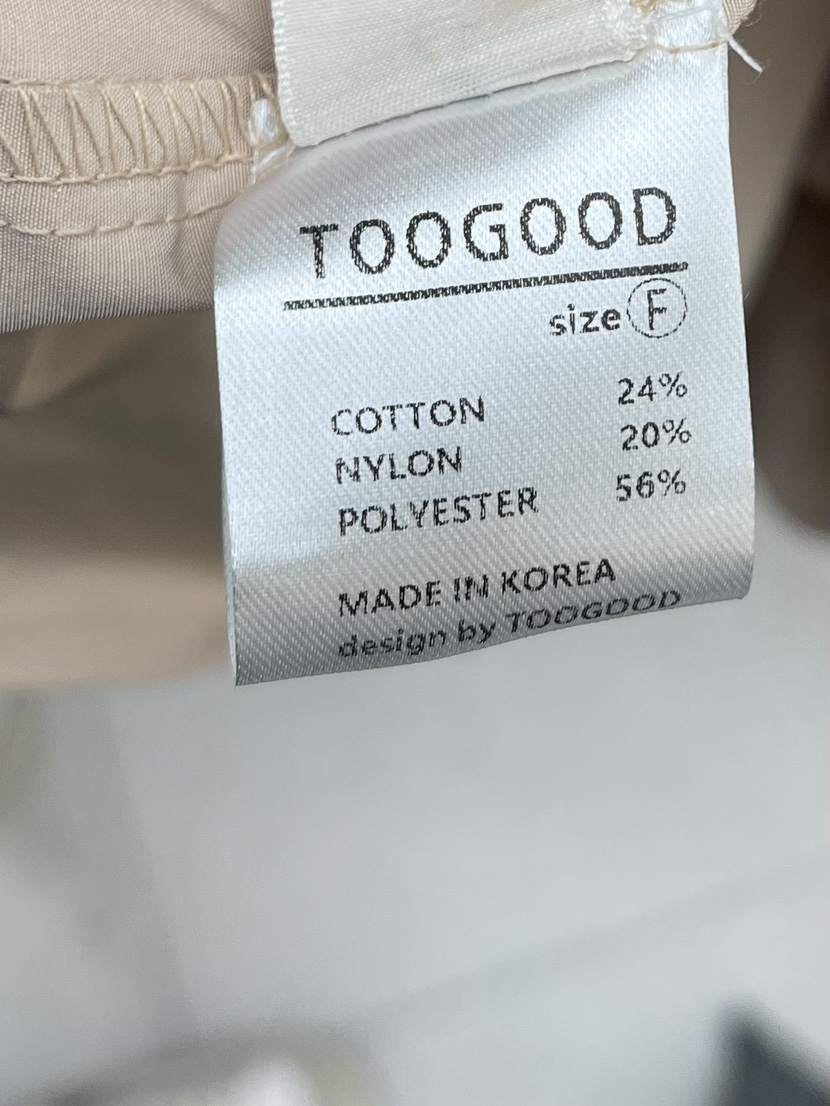 TOOGOOD
size F
COTTON 24%
NYLON 20%
POLYESTER 56%
MADE IN KOREA
design by TOOGOOD